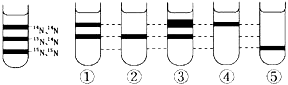 ¹⁴N,¹⁴N
¹⁵N,¹⁴N
¹⁵N,¹⁵N
① ② ③ ④ ⑤